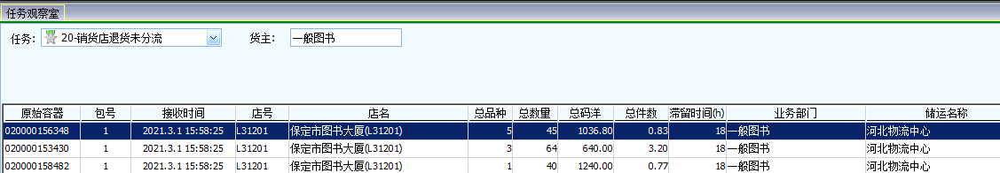 任务观察室
任务: 20-销货店退货未分流 货主: 一般图书
原始容器 包号 接收时间 店号 店名 总品种 总数量 总码洋 总件数 滞留时间(h) 业务部门 储运名称
020000156348 1 2021.3.1 15:58:25 L31201 保定市图书大厦(L31201) 5 45 1036.80 0.83 18 一般图书 河北物流中心
020000153430 1 2021.3.1 15:58:25 L31201 保定市图书大厦(L31201) 3 64 640.00 3.20 18 一般图书 河北物流中心
020000158482 1 2021.3.1 15:58:25 L31201 保定市图书大厦(L31201) 1 40 1240.00 0.77 18 一般图书 河北物流中心